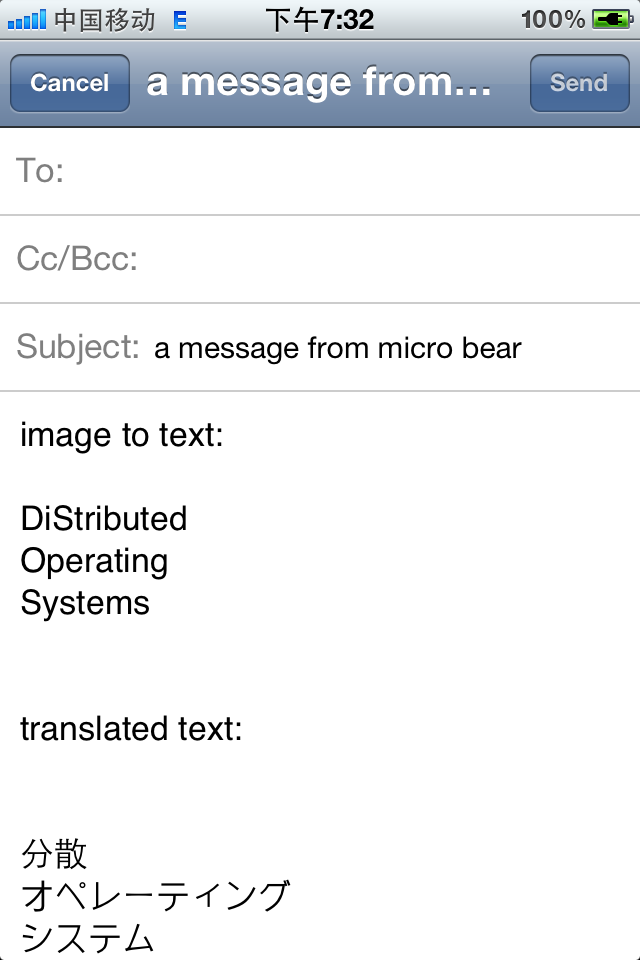 中国移动 E 下午7:32 100%
Cancel a message from... Send
To:
Cc/Bcc:
Subject: a message from micro bear
image to text:
DiStributed
Operating
Systems
translated text:
分散
オペレーティング
システム